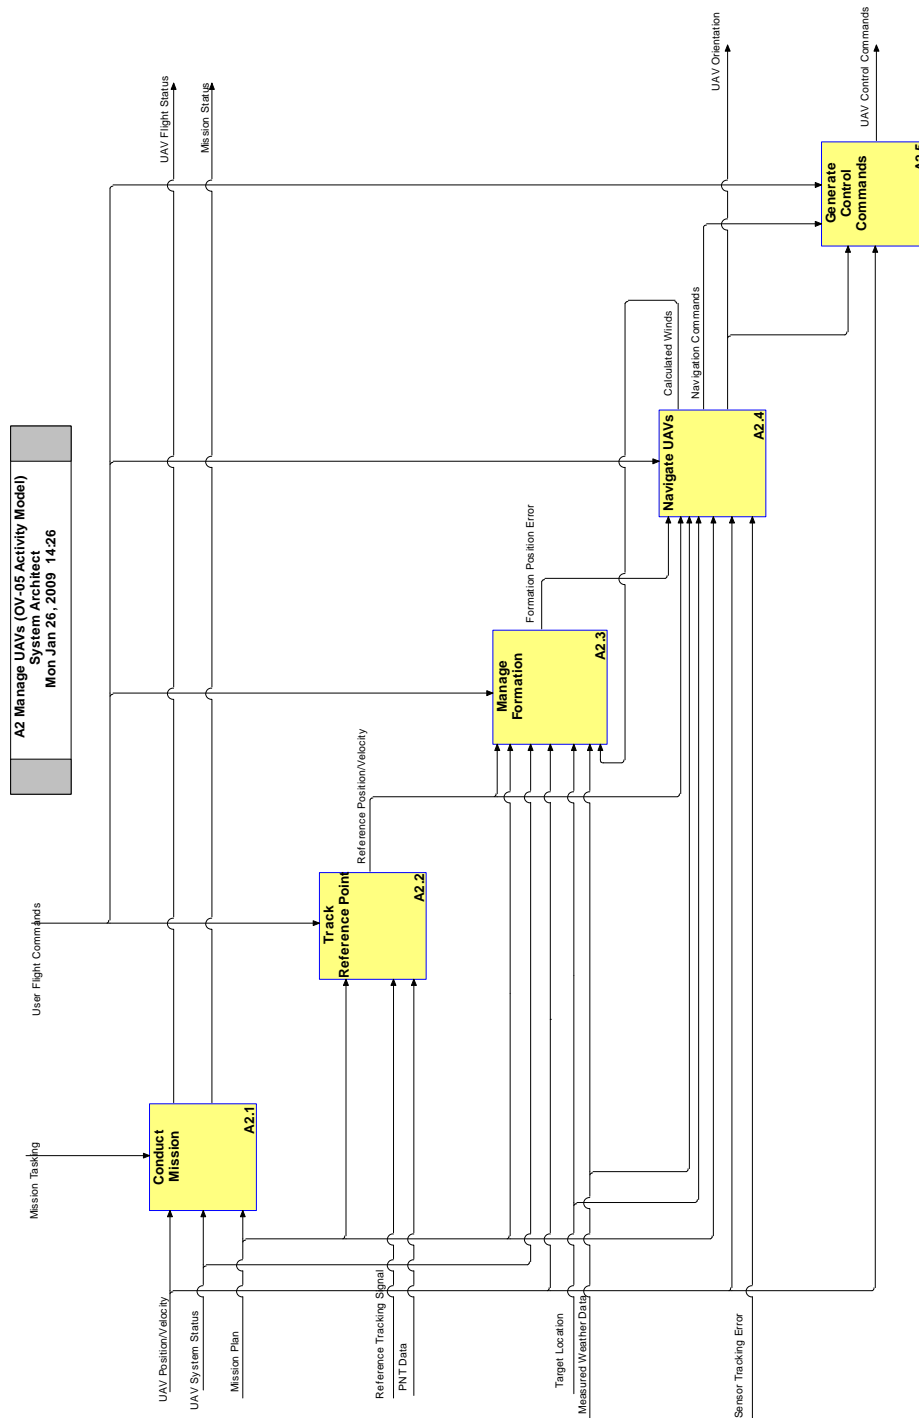 A2 Manage UAVs (OV-05 Activity Model)
System Architect
Mon Jan 26, 2009  14:26
Mission Tasking
User Flight Commands
UAV Flight Status
Mission Status
UAV Orientation
UAV Control Commands
Conduct
Mission
A2.1
Track
Reference Point
A2.2
Reference Position/Velocity
Manage
Formation
A2.3
Formation Position Error
Navigate UAVs
A2.4
Calculated Winds
Navigation Commands
Generate
Control
Commands
A2.5
UAV Position/Velocity
UAV System Status
Mission Plan
Reference Tracking Signal
PNT Data
Target Location
Measured Weather Data
Sensor Tracking Error